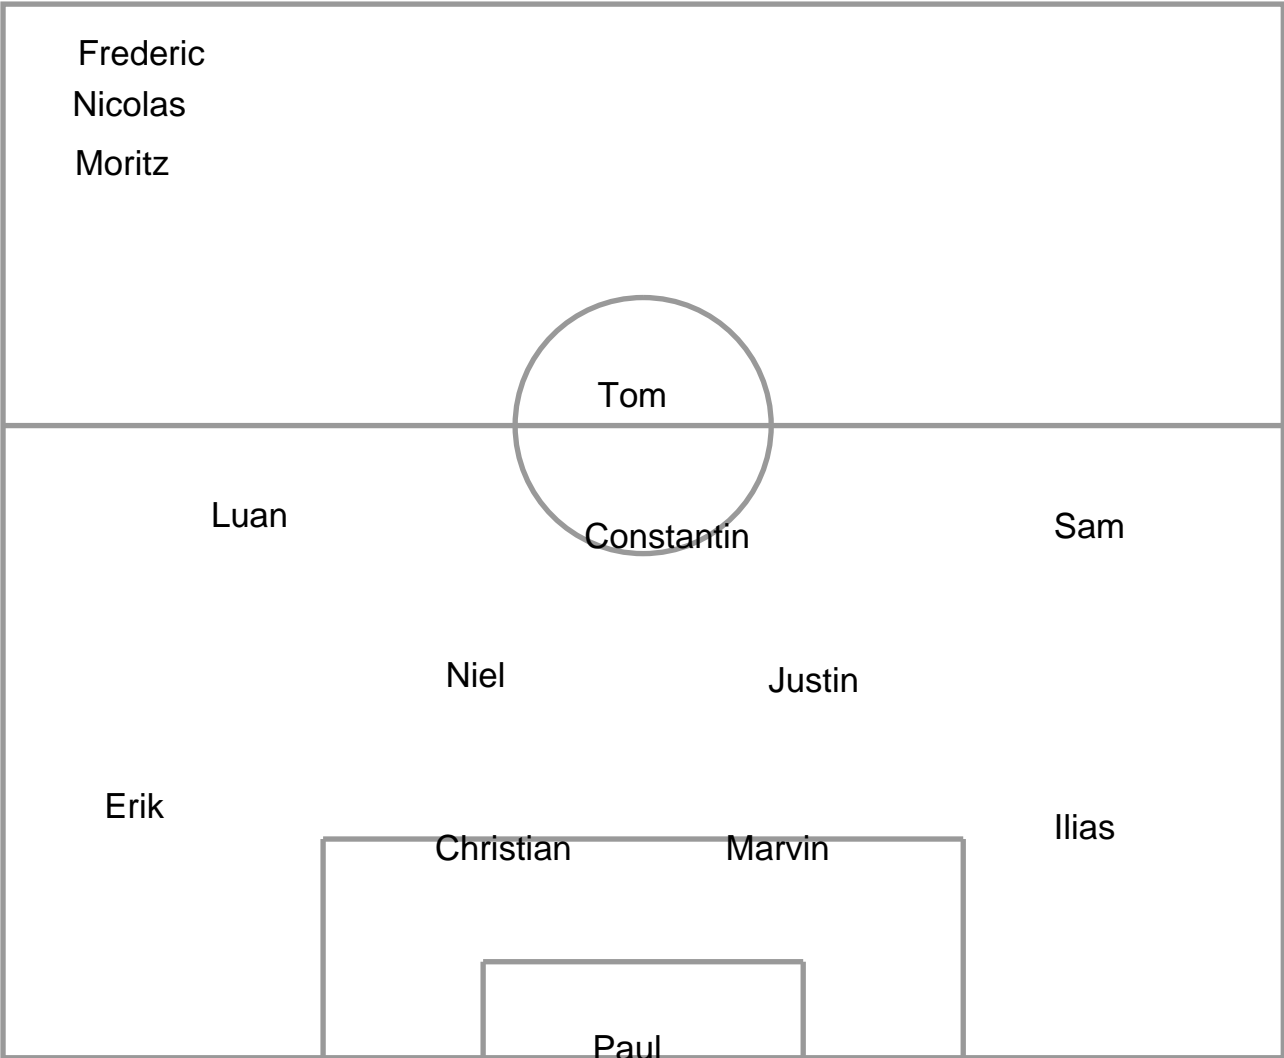 Frederic
Nicolas
Moritz
Tom
Luan
Constantin
Sam
Niel
Justin
Erik
Christian
Marvin
Ilias
Paul